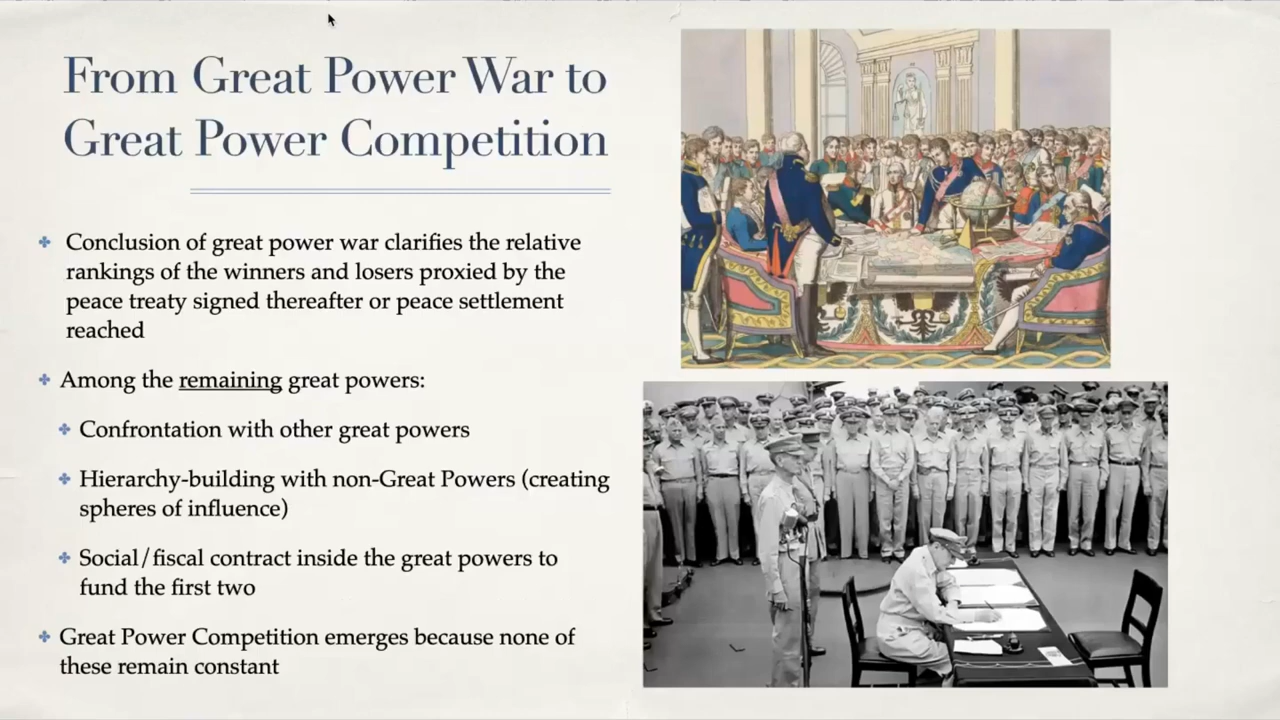 From Great Power War to
Great Power Competition
Conclusion of great power war clarifies the relative
rankings of the winners and losers proxied by the
peace treaty signed thereafter or peace settlement
reached
Among the remaining great powers:
Confrontation with other great powers
Hierarchy-building with non-Great Powers (creating
spheres of influence)
Social/fiscal contract inside the great powers to
fund the first two
Great Power Competition emerges because none of
these remain constant